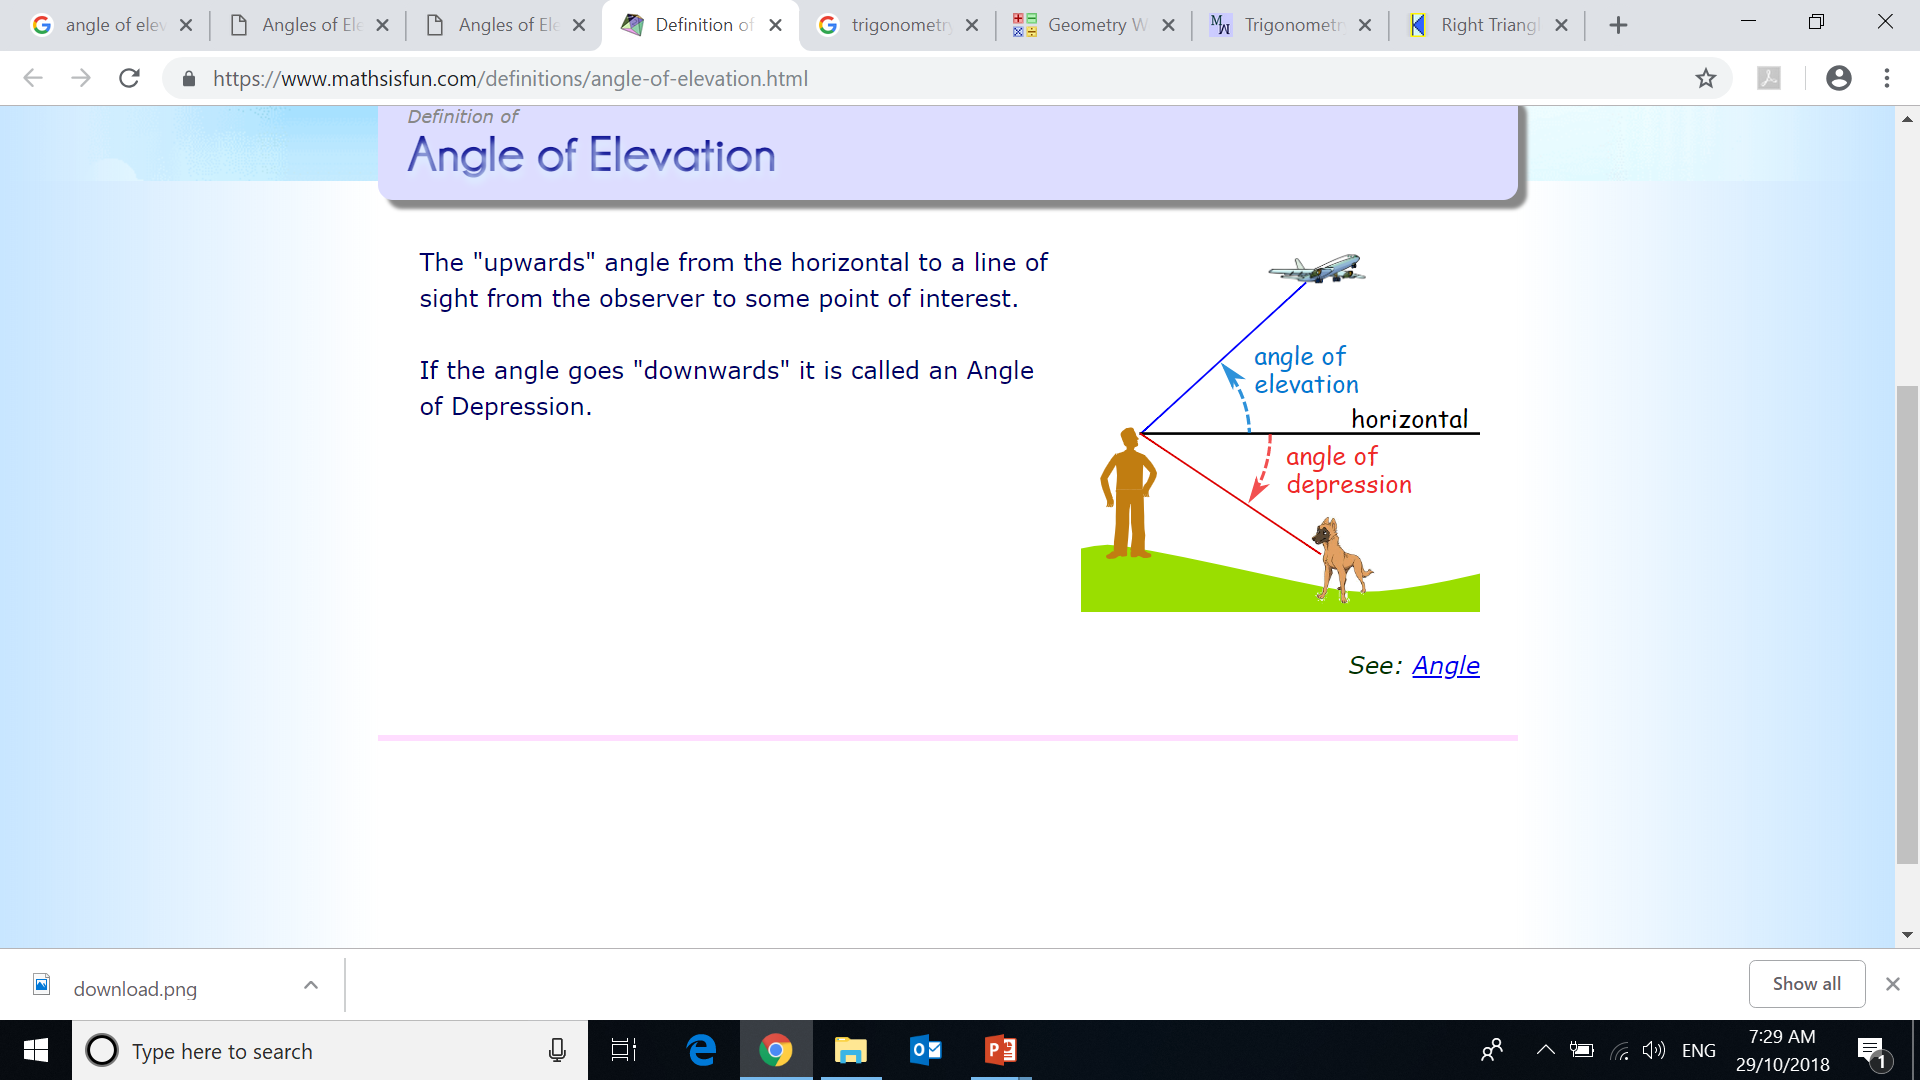 angle of elev
Angles of Ele
Angles of Ele
Definition of
trigonometry
Geometry W
Trigonometr
Right Triang
https://www.mathsisfun.com/definitions/angle-of-elevation.html
Definition of
Angle of Elevation
The "upwards" angle from the horizontal to a line of
sight from the observer to some point of interest.
If the angle goes "downwards" it is called an Angle
of Depression.
angle of
elevation
horizontal
angle of
depression
See: Angle
download.png
Show all
Type here to search
ENG
7:29 AM
29/10/2018
1